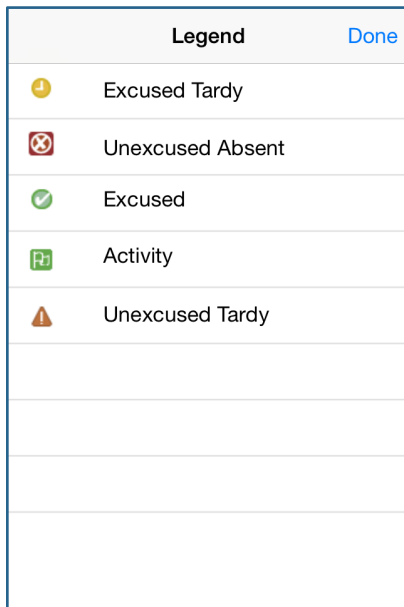 Legend Done
Excused Tardy
Unexcused Absent
Excused
Activity
Unexcused Tardy